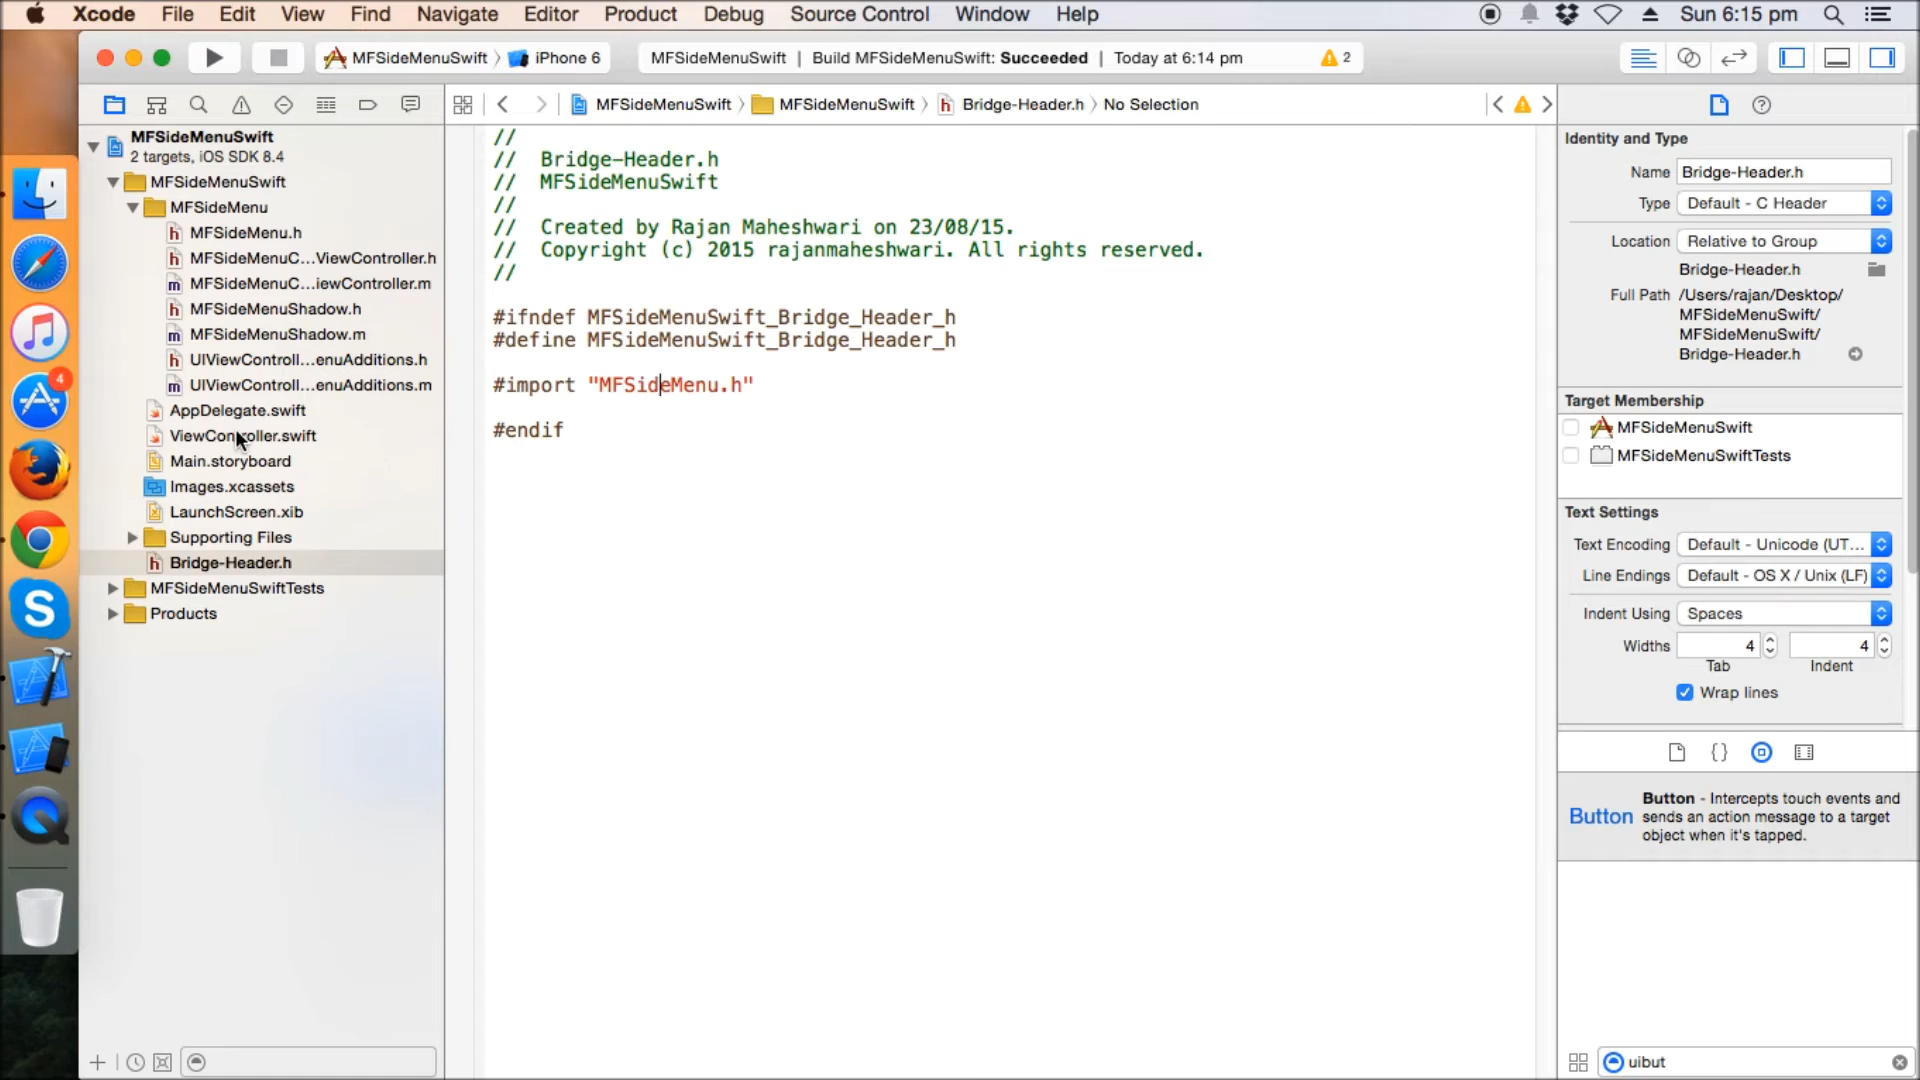 Xcode File Edit View Find Navigate Editor Product Debug Source Control Window Help Sun 6:15 pm
MFSideMenuSwift iPhone 6 MFSideMenuSwift | Build MFSideMenuSwift: Succeeded | Today at 6:14 pm 2
MFSideMenuSwift MFSideMenuSwift Bridge-Header.h No Selection
MFSideMenuSwift
2 targets, iOS SDK 8.4
MFSideMenuSwift
MFSideMenu
MFSideMenu.h
MFSideMenuC...ViewController.h
MFSideMenuC...iewController.m
MFSideMenuShadow.h
MFSideMenuShadow.m
UIViewControll...enuAdditions.h
UIViewControll...enuAdditions.m
AppDelegate.swift
ViewController.swift
Main.storyboard
Images.xcassets
LaunchScreen.xib
Supporting Files
Bridge-Header.h
MFSideMenuSwiftTests
Products
4
//
// Bridge-Header.h
// MFSideMenuSwift
//
// Created by Rajan Maheshwari on 23/08/15.
// Copyright (c) 2015 rajanmaheshwari. All rights reserved.
//
#ifndef MFSideMenuSwift_Bridge_Header_h
#define MFSideMenuSwift_Bridge_Header_h
#import "MFSideMenu.h"
#endif
Identity and Type
Name Bridge-Header.h
Type Default - C Header
Location Relative to Group
Bridge-Header.h
Full Path /Users/rajan/Desktop/
MFSideMenuSwift/
MFSideMenuSwift/
Bridge-Header.h
Target Membership
MFSideMenuSwift
MFSideMenuSwiftTests
Text Settings
Text Encoding Default - Unicode (UT...
Line Endings Default - OS X / Unix (LF)
Indent Using Spaces
Widths 4 4
Tab Indent
Wrap lines
{}
Button
Button - Intercepts touch events and
sends an action message to a target
object when it's tapped.
uibut